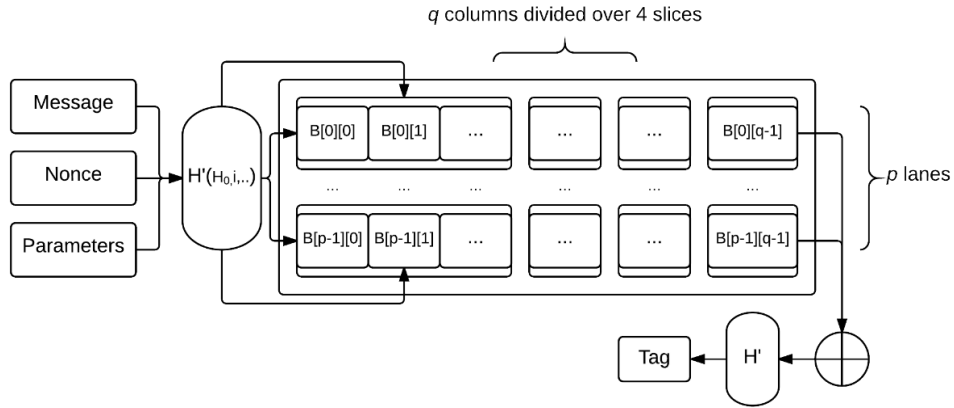 q columns divided over 4 slices
Message
Nonce
Parameters
H'(H0,i,..)
B[0][0] B[0][1] ... ... ... B[0][q-1]
... ... ... ... ... ...
B[p-1][0] B[p-1][1] ... ... ... B[p-1][q-1]
p lanes
Tag
H'